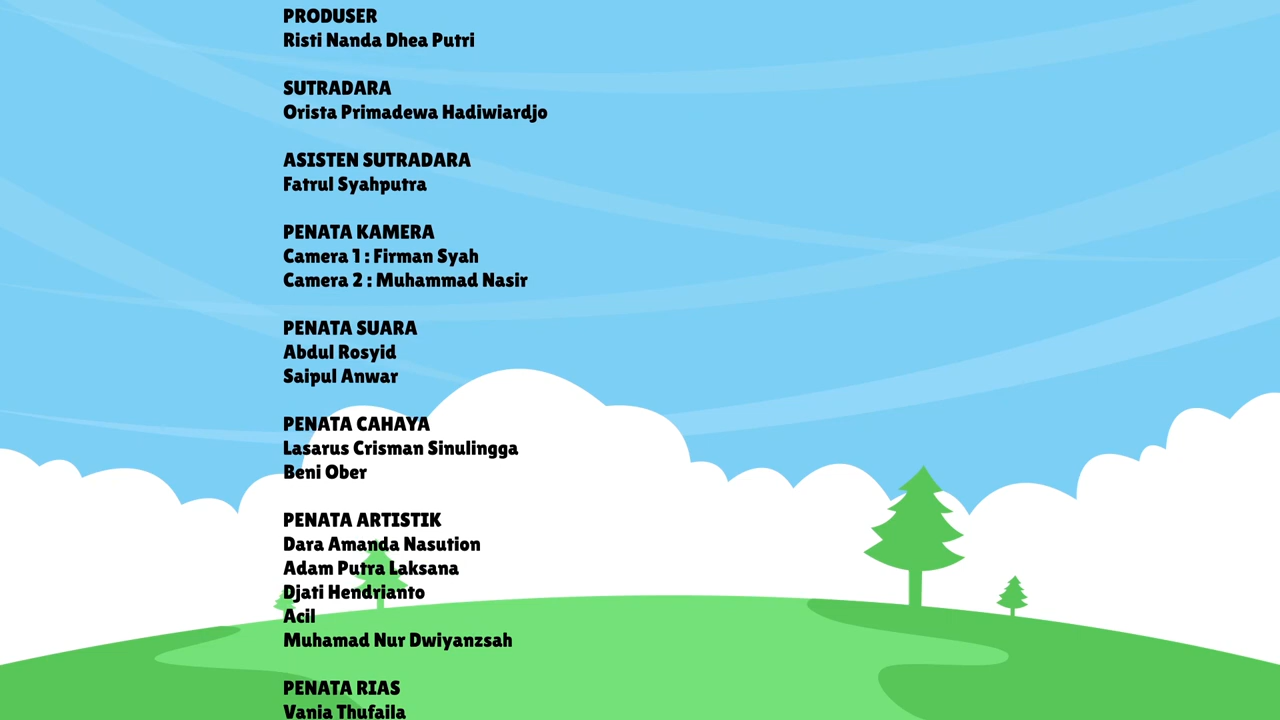 PRODUSER
Risti Nanda Dhea Putri
SUTRADARA
Orista Primadewa Hadiwiardjo
ASISTEN SUTRADARA
Fatrul Syahputra
PENATA KAMERA
Camera 1 : Firman Syah
Camera 2 : Muhammad Nasir
PENATA SUARA
Abdul Rosyid
Saipul Anwar
PENATA CAHAYA
Lasarus Crisman Sinulingga
Beni Ober
PENATA ARTISTIK
Dara Amanda Nasution
Adam Putra Laksana
Djati Hendrianto
Acil
Muhamad Nur Dwiyanzsah
PENATA RIAS
Vania Thufaila